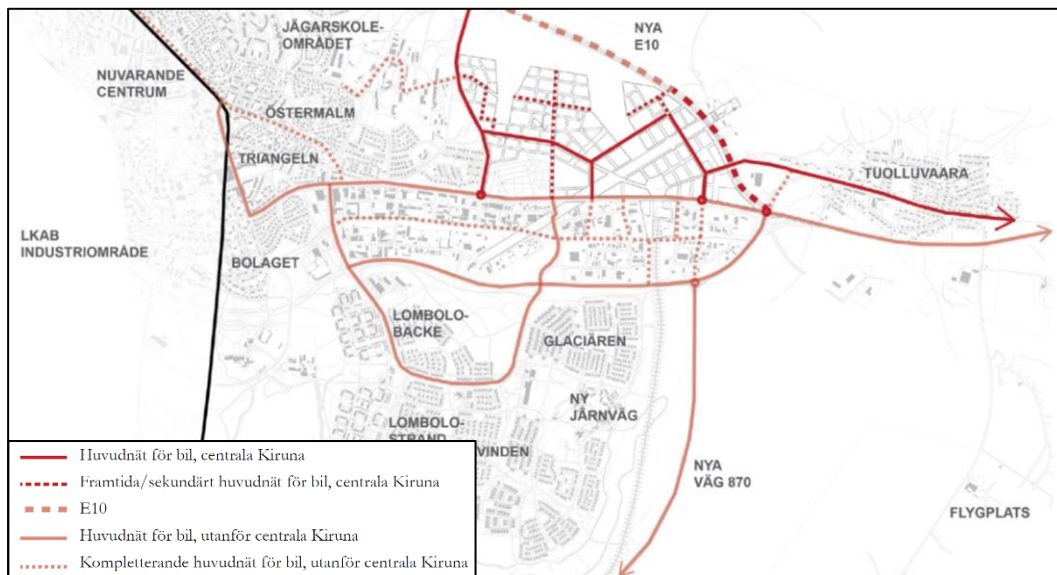 JÄGARSKOLE-
OMRÅDET
NYA
E10
NUVARANDE
CENTRUM
ÖSTERMALM
TRIANGELN
TUOLLUVAARA
LKAB
INDUSTRIOMRÅDE
BOLAGET
LOMBOLO-
BACKE
GLACIÄREN
NY
JÄRNVÄG
LOMBOLO-
STRAND
VINDEN
NYA
VÄG 870
FLYGPLATS
Huvudnät för bil, centrala Kiruna
Framtida/sekundärt huvudnät för bil, centrala Kiruna
E10
Huvudnät för bil, utanför centrala Kiruna
Kompletterande huvudnät för bil, utanför centrala Kiruna